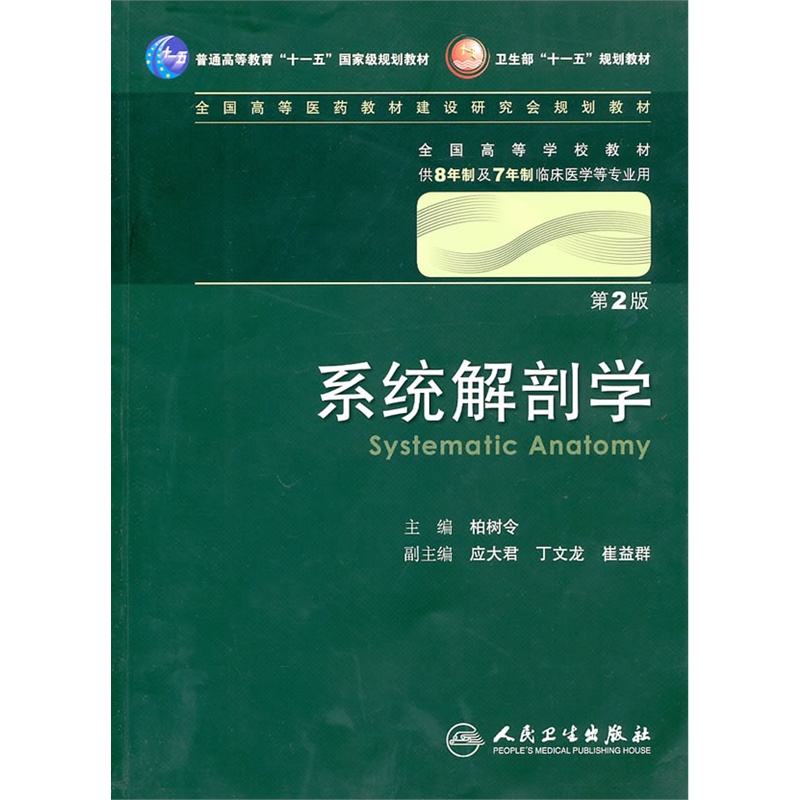 十一五
普通高等教育“十一五”国家级规划教材
卫生部“十一五”规划教材
全国高等医药教材建设研究会规划教材
全国高等学校教材
供8年制及7年制临床医学等专业用
第2版
系统解剖学
Systematic Anatomy
主 编 柏树令
副主编 应大君 丁文龙 崔益群
人民卫生出版社
PEOPLE'S MEDICAL PUBLISHING HOUSE